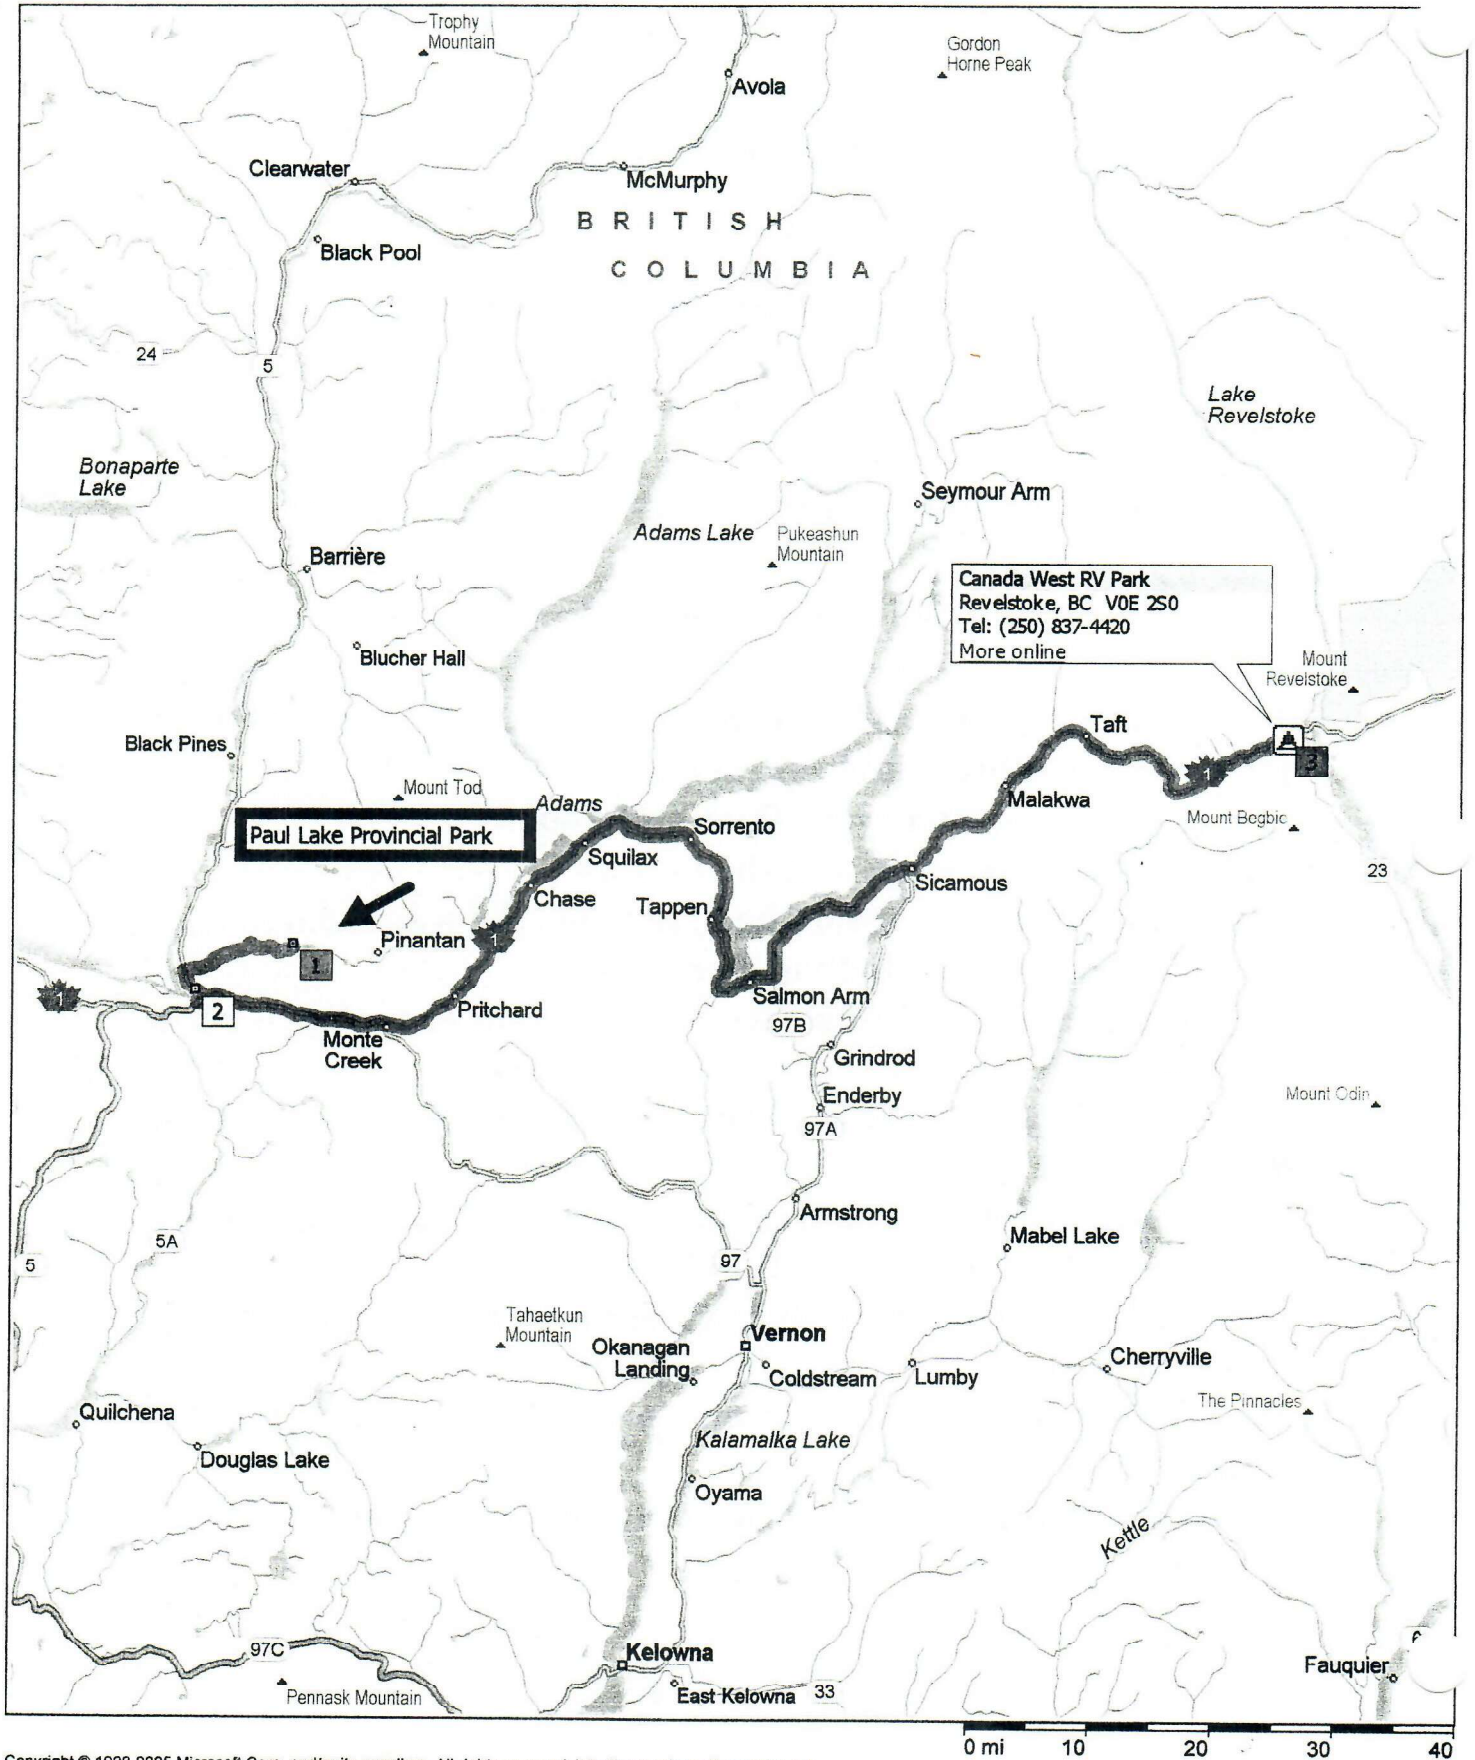 Trophy
Mountain
Gordon
Horne Peak
Avola
Clearwater
McMurphy
BRITISH
COLUMBIA
Black Pool
24
5
Lake
Revelstoke
Bonaparte
Lake
Seymour Arm
Adams Lake
Pukeashun
Mountain
Barrière
Canada West RV Park
Revelstoke, BC V0E 2S0
Tel: (250) 837-4420
More online
Blucher Hall
Mount
Revelstoke
Taft
Black Pines
1
3
Mount Tod
Malakwa
Adams
Mount Begbie
Paul Lake Provincial Park
Sorrento
Squilax
23
Sicamous
Chase
Tappen
Pinantan
1
1
1
2
Salmon Arm
Pritchard
97B
Monte
Creek
Grindrod
Enderby
Mount Odin
97A
Armstrong
Mabel Lake
5A
97
5
Tahaetkun
Mountain
Vernon
Okanagan
Landing
Cherryville
Coldstream
Lumby
The Pinnacles
Quilchena
Kalamalka Lake
Douglas Lake
Oyama
Kettle
97C
Kelowna
Fauquier
Pennask Mountain
East Kelowna
33
0 mi 10 20 30 40